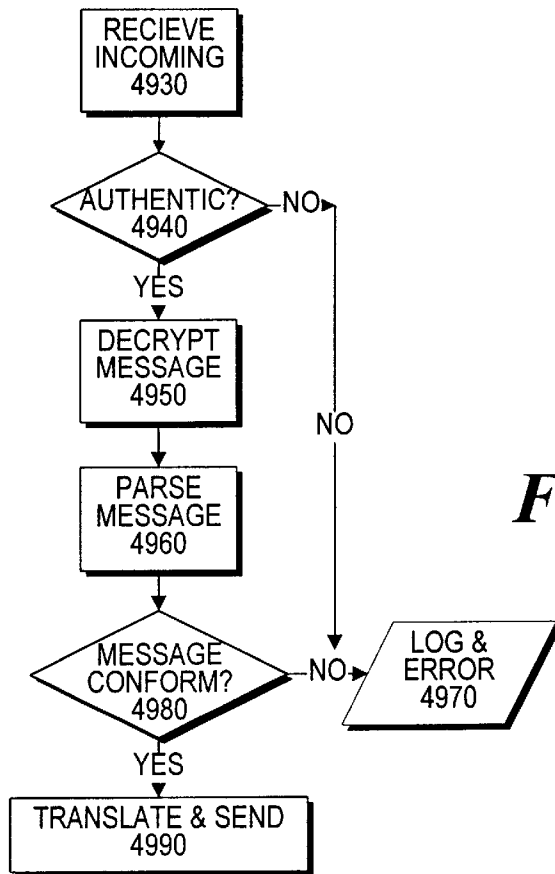 RECIEVE
INCOMING
4930
AUTHENTIC?
4940
NO
YES
DECRYPT
MESSAGE
4950
NO
PARSE
MESSAGE
4960
F
MESSAGE
CONFORM?
4980
NO
LOG &
ERROR
4970
YES
TRANSLATE & SEND
4990